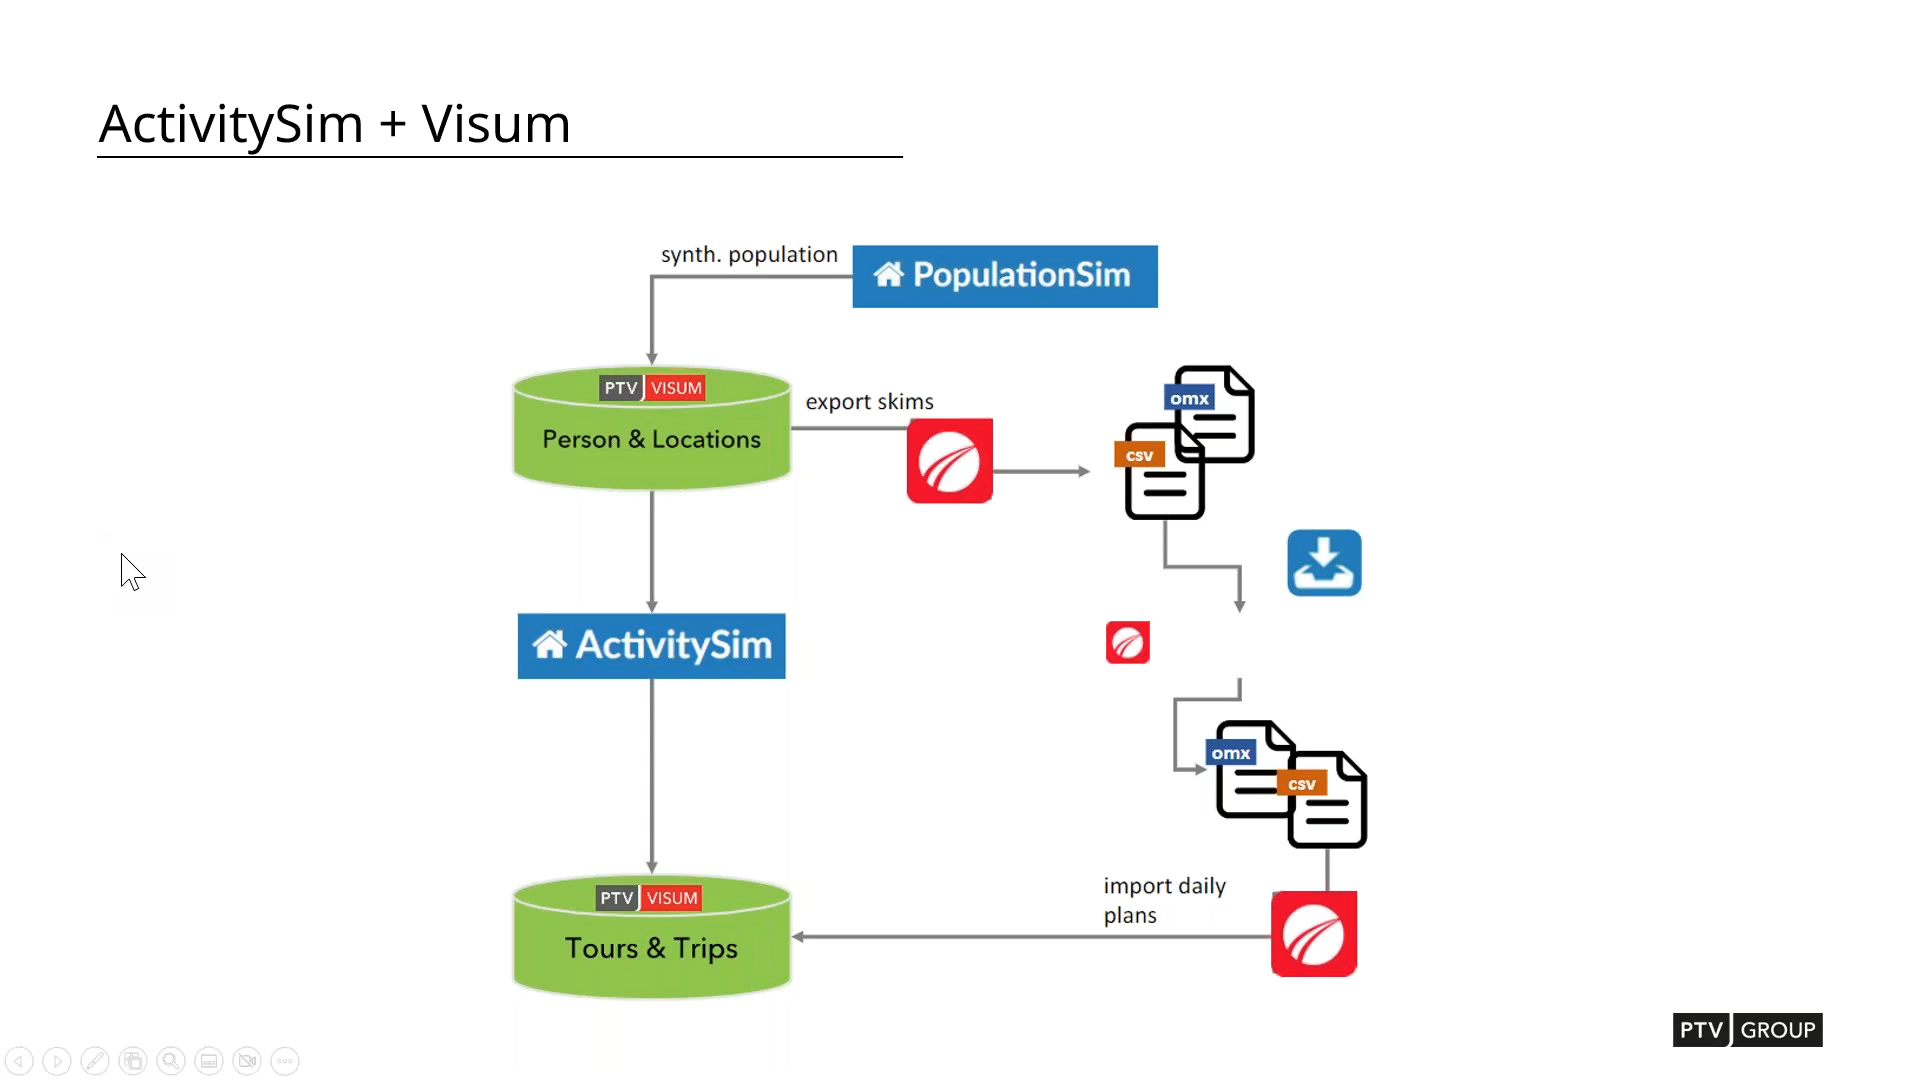 ActivitySim + Visum
synth. population
PopulationSim
PTV VISUM
Person & Locations
export skims
omx
csv
ActivitySim
omx
csv
PTV VISUM
Tours & Trips
import daily
plans
PTV GROUP